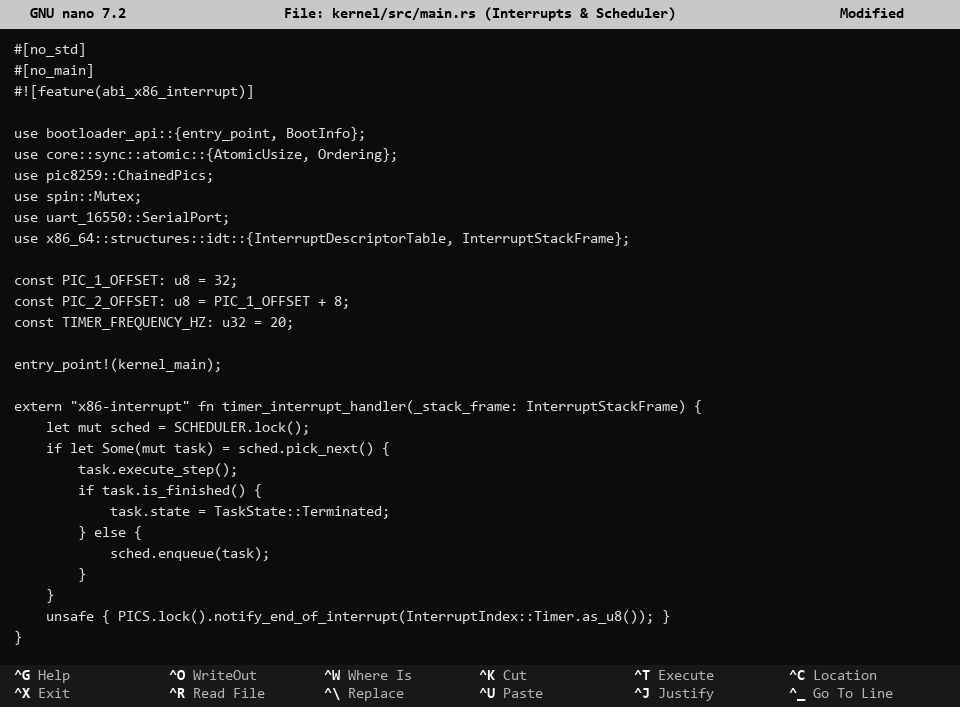 GNU nano 7.2 File: kernel/src/main.rs (Interrupts & Scheduler) Modified
#[no_std]
#[no_main]
#![feature(abi_x86_interrupt)]

use bootloader_api::{entry_point, BootInfo};
use core::sync::atomic::{AtomicUsize, Ordering};
use pic8259::ChainedPics;
use spin::Mutex;
use uart_16550::SerialPort;
use x86_64::structures::idt::{InterruptDescriptorTable, InterruptStackFrame};

const PIC_1_OFFSET: u8 = 32;
const PIC_2_OFFSET: u8 = PIC_1_OFFSET + 8;
const TIMER_FREQUENCY_HZ: u32 = 20;

entry_point!(kernel_main);

extern "x86-interrupt" fn timer_interrupt_handler(_stack_frame: InterruptStackFrame) {
    let mut sched = SCHEDULER.lock();
    if let Some(mut task) = sched.pick_next() {
        task.execute_step();
        if task.is_finished() {
            task.state = TaskState::Terminated;
        } else {
            sched.enqueue(task);
        }
    }
    unsafe { PICS.lock().notify_end_of_interrupt(InterruptIndex::Timer.as_u8()); }
}

^G Help ^O WriteOut ^W Where Is ^K Cut ^T Execute ^C Location
^X Exit ^R Read File ^\ Replace ^U Paste ^J Justify ^_ Go To Line